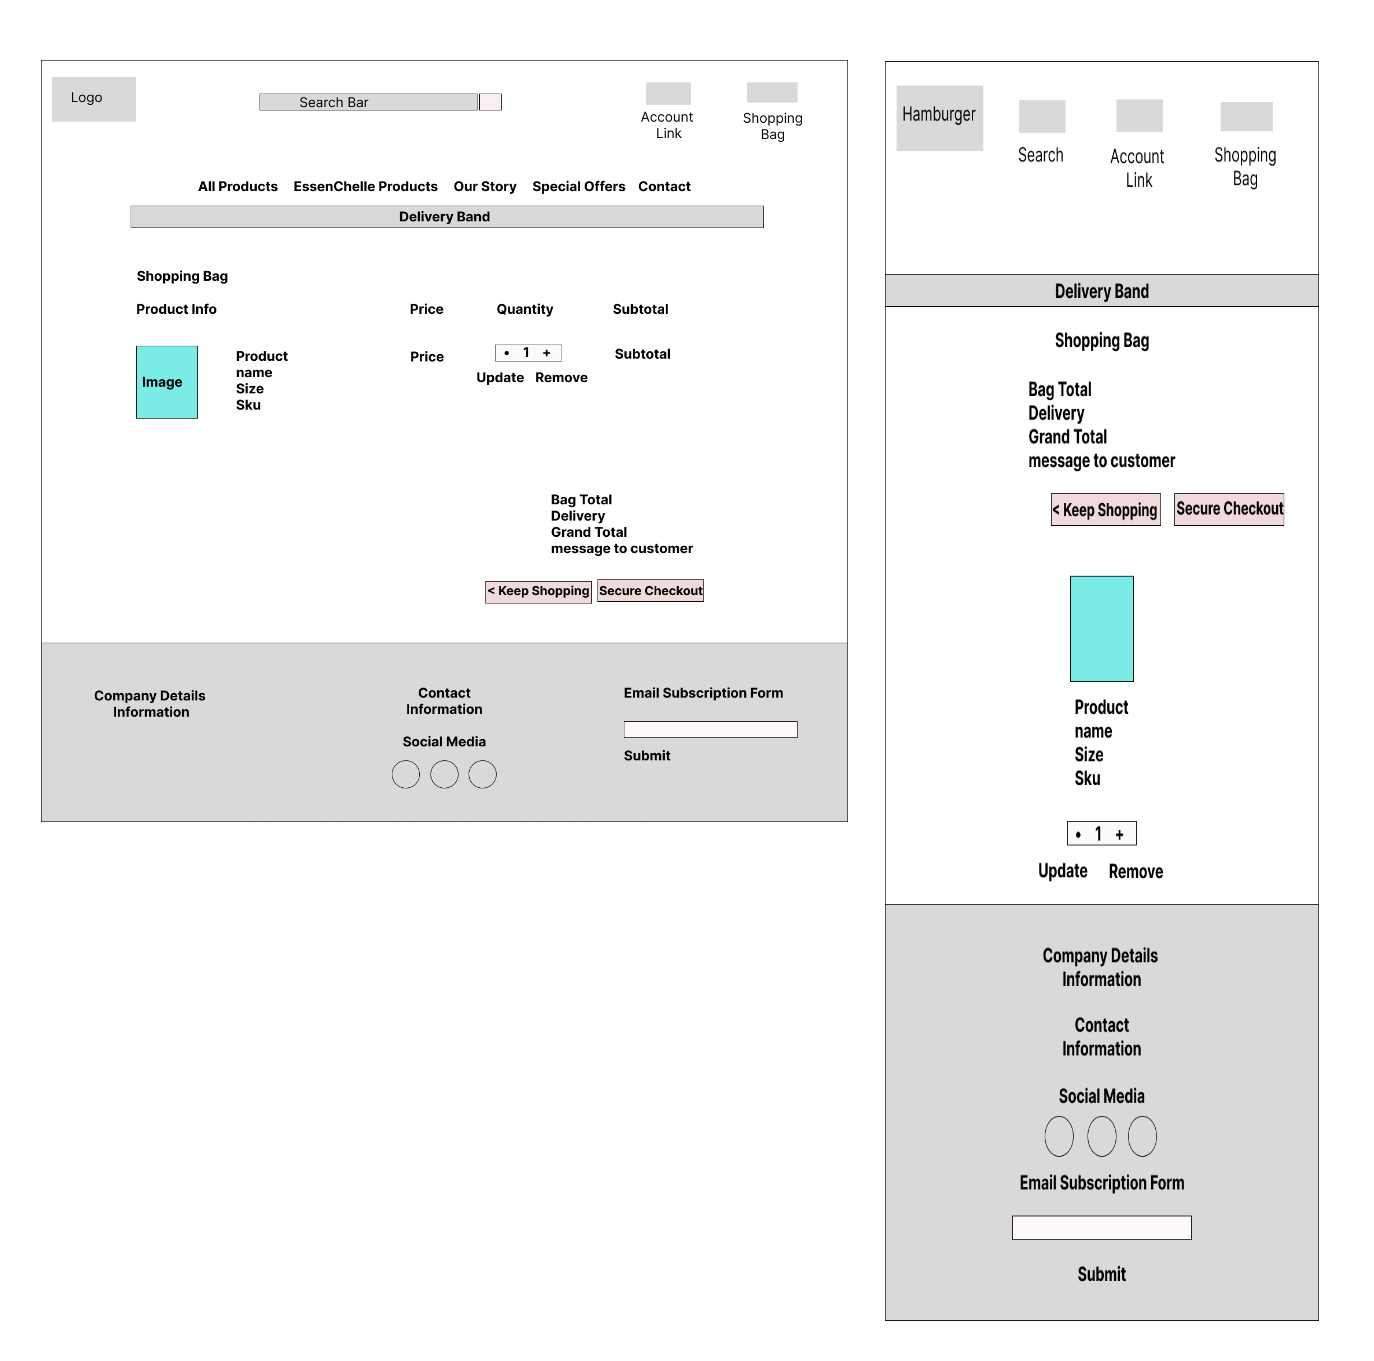 Logo
Search Bar
Account
Link
Shopping
Bag
All Products EssenChelle Products Our Story Special Offers Contact
Delivery Band
Shopping Bag
Product Info Price Quantity Subtotal
Image
Product
name
Size
Sku
Price
• 1 +
Update Remove
Subtotal
Bag Total
Delivery
Grand Total
message to customer
< Keep Shopping Secure Checkout
Company Details
Information
Contact
Information
Social Media
Email Subscription Form
Submit
Hamburger
Search
Account
Link
Shopping
Bag
Delivery Band
Shopping Bag
Bag Total
Delivery
Grand Total
message to customer
< Keep Shopping Secure Checkout
Product
name
Size
Sku
• 1 +
Update Remove
Company Details
Information
Contact
Information
Social Media
Email Subscription Form
Submit